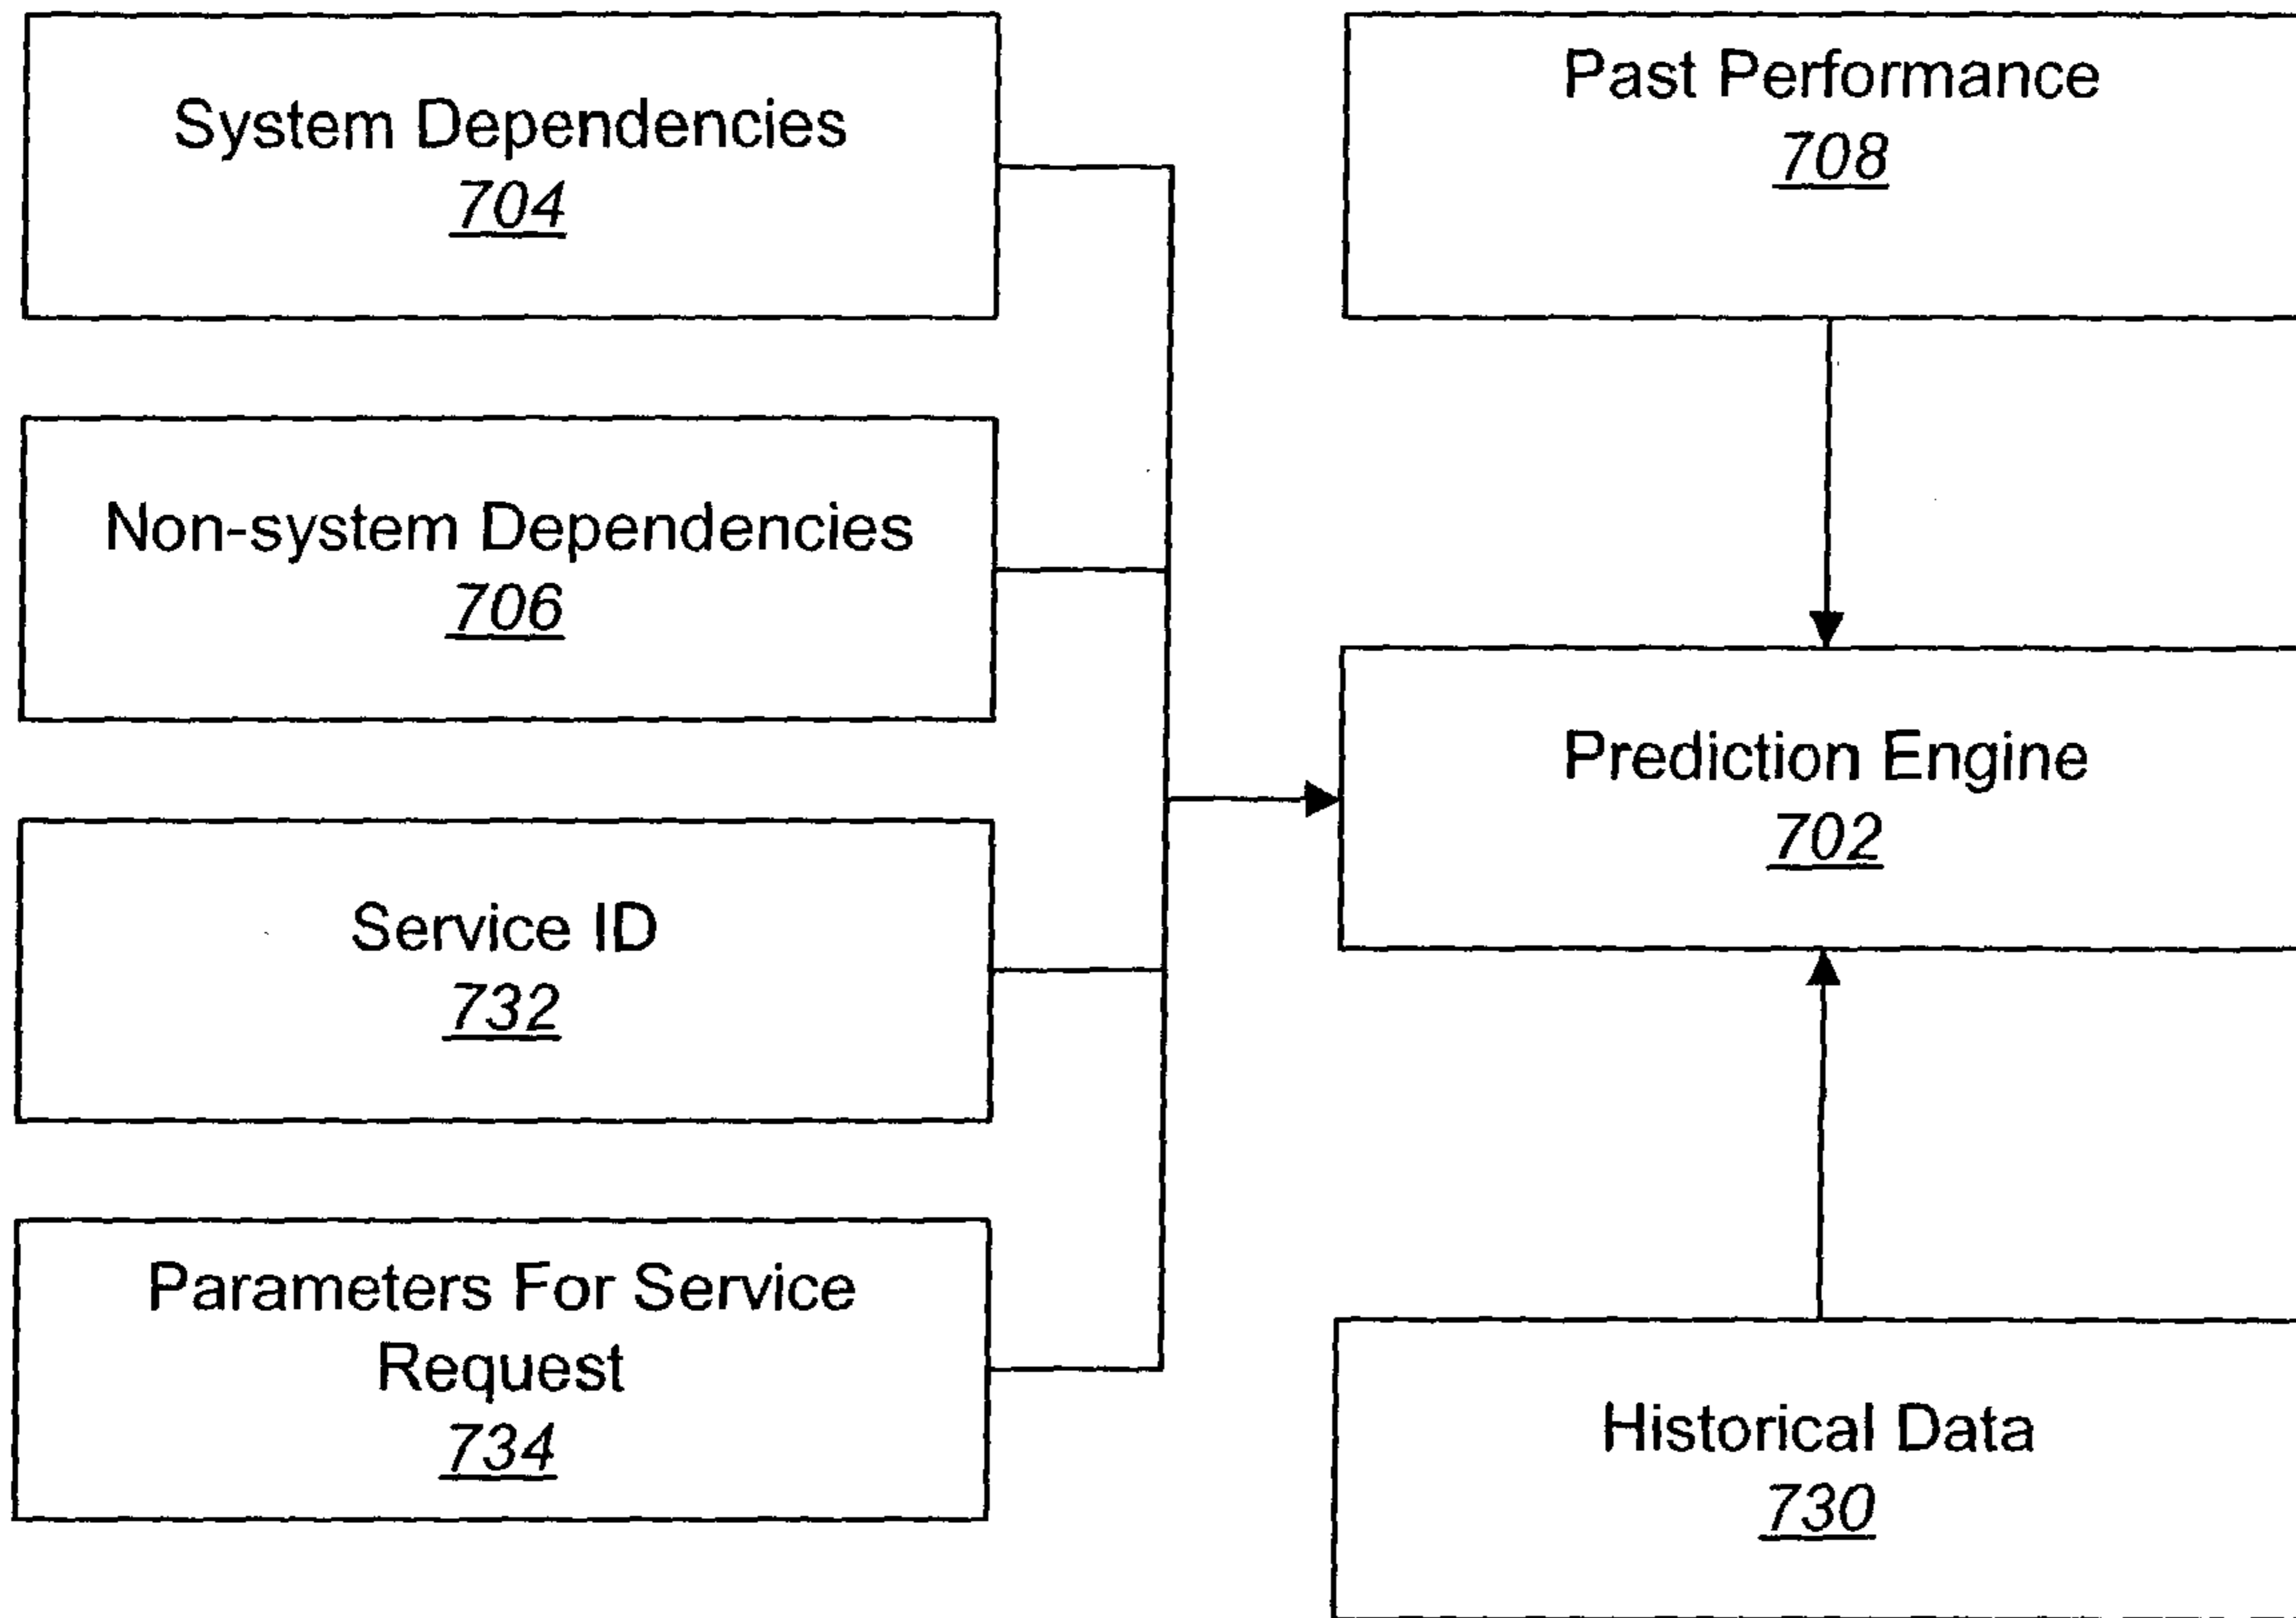 System Dependencies
704
Non-system Dependencies
706
Service ID
732
Parameters For Service
Request
734
Past Performance
708
Prediction Engine
702
Historical Data
730